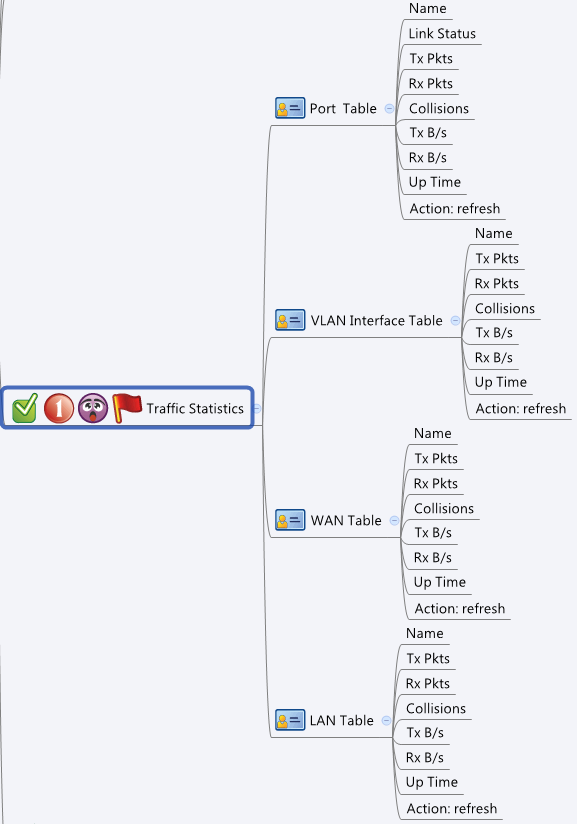 Name
Link Status
Tx Pkts
Rx Pkts
Port Table
Collisions
Tx B/s
Rx B/s
Up Time
Action: refresh
Name
Tx Pkts
Rx Pkts
Collisions
VLAN Interface Table
Tx B/s
Rx B/s
Up Time
Action: refresh
1 Traffic Statistics
Name
Tx Pkts
Rx Pkts
Collisions
WAN Table
Tx B/s
Rx B/s
Up Time
Action: refresh
Name
Tx Pkts
Rx Pkts
Collisions
LAN Table
Tx B/s
Rx B/s
Up Time
Action: refresh